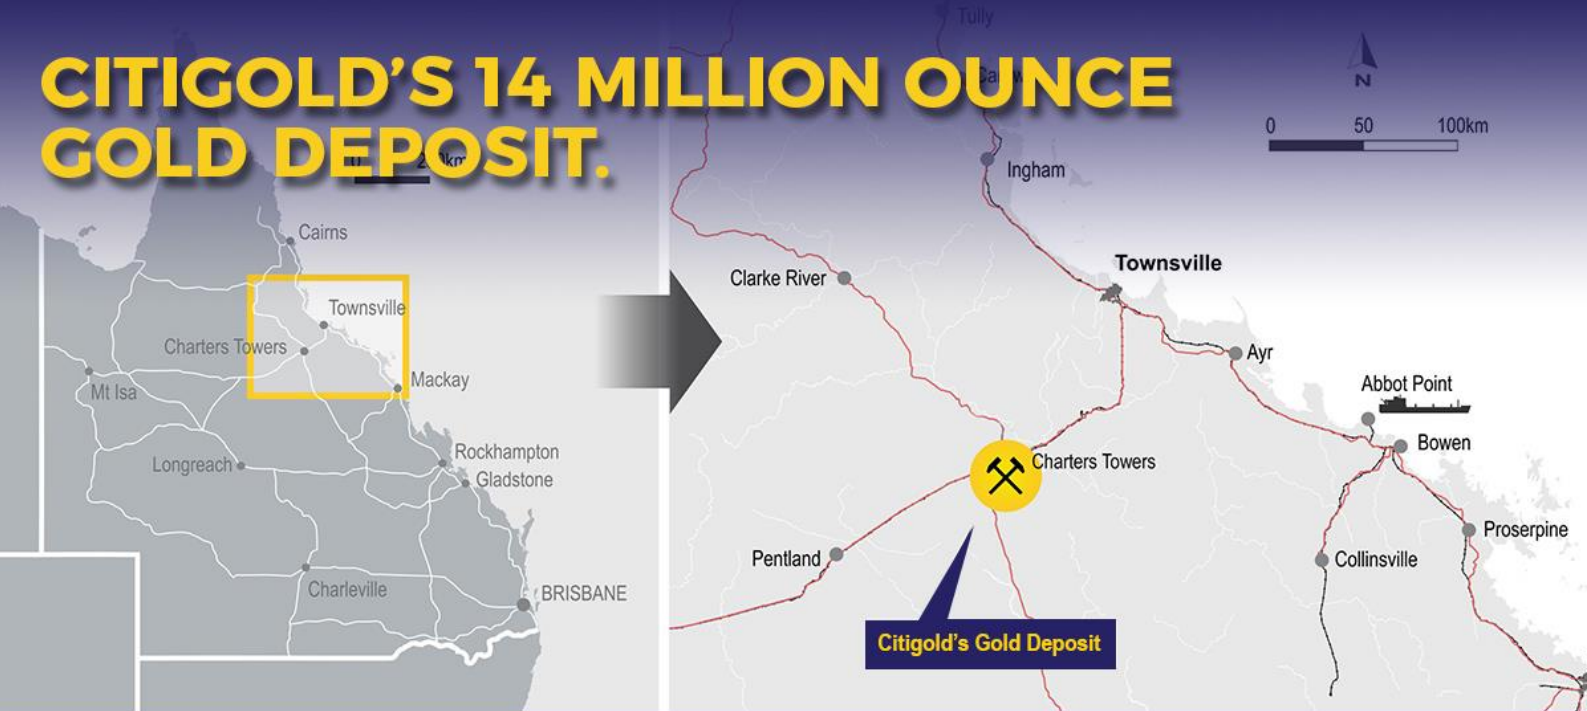 CITIGOLD'S 14 MILLION OUNCE
GOLD DEPOSIT.
0
Cairns
Townsville
Charters Towers
Mackay
Mt Isa
Rockhampton
Longreach
Gladstone
Charleville
BRISBANE
Tully
N
0 50 100km
Ingham
Townsville
Clarke River
Ayr
Abbot Point
Bowen
Charters Towers
Proserpine
Pentland
Collinsville
Citigold's Gold Deposit